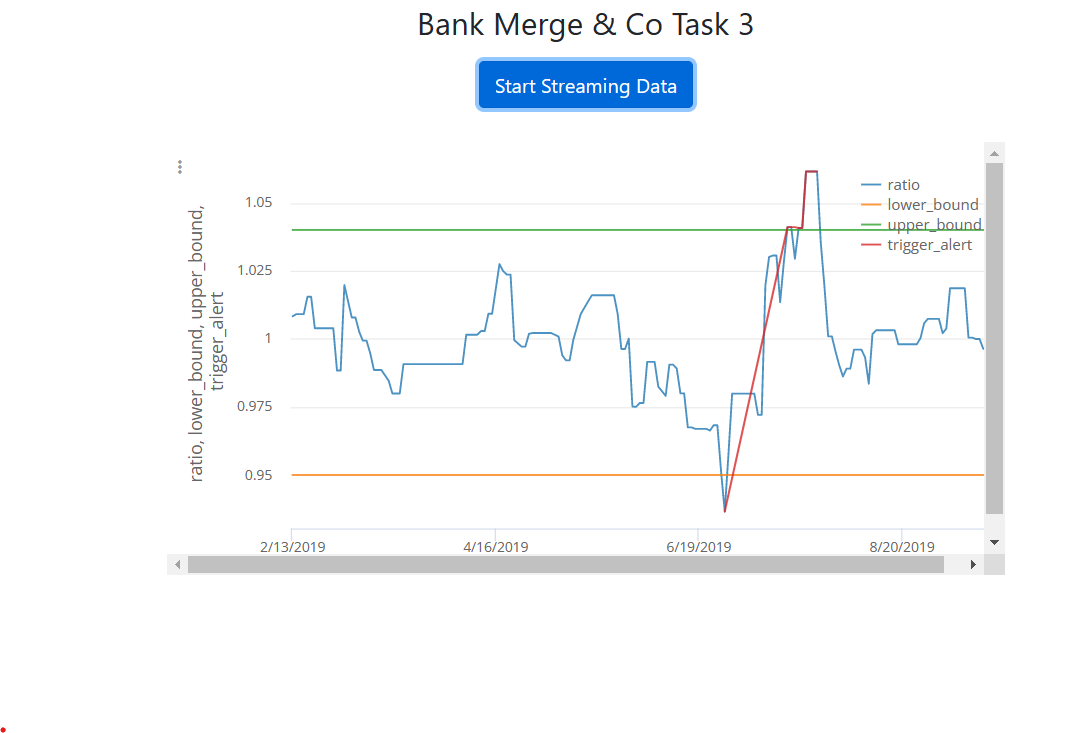 Bank Merge & Co Task 3
Start Streaming Data
ratio, lower_bound, upper_bound,
trigger_alert
1.05
1.025
1
0.975
0.95
ratio
lower_bound
upper_bound
trigger_alert
2/13/2019
4/16/2019
6/19/2019
8/20/2019